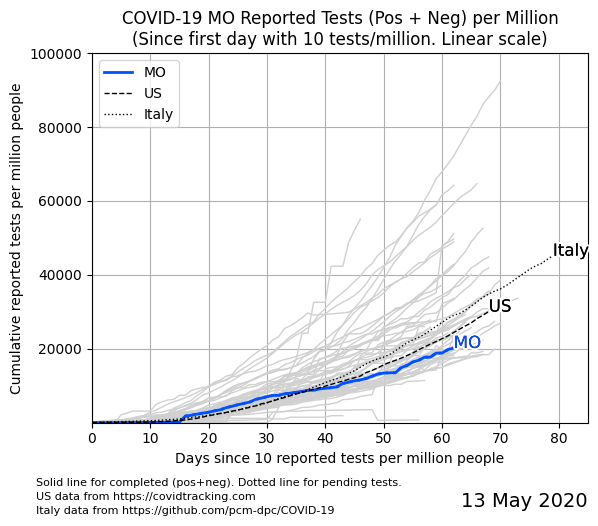 COVID-19 MO Reported Tests (Pos + Neg) per Million
(Since first day with 10 tests/million. Linear scale)
100000
80000
60000
40000
20000
Cumulative reported tests per million people
MO
US
Italy
Italy
US
MO
0 10 20 30 40 50 60 70 80
Days since 10 reported tests per million people
Solid line for completed (pos+neg). Dotted line for pending tests.
US data from https://covidtracking.com
Italy data from https://github.com/pcm-dpc/COVID-19
13 May 2020